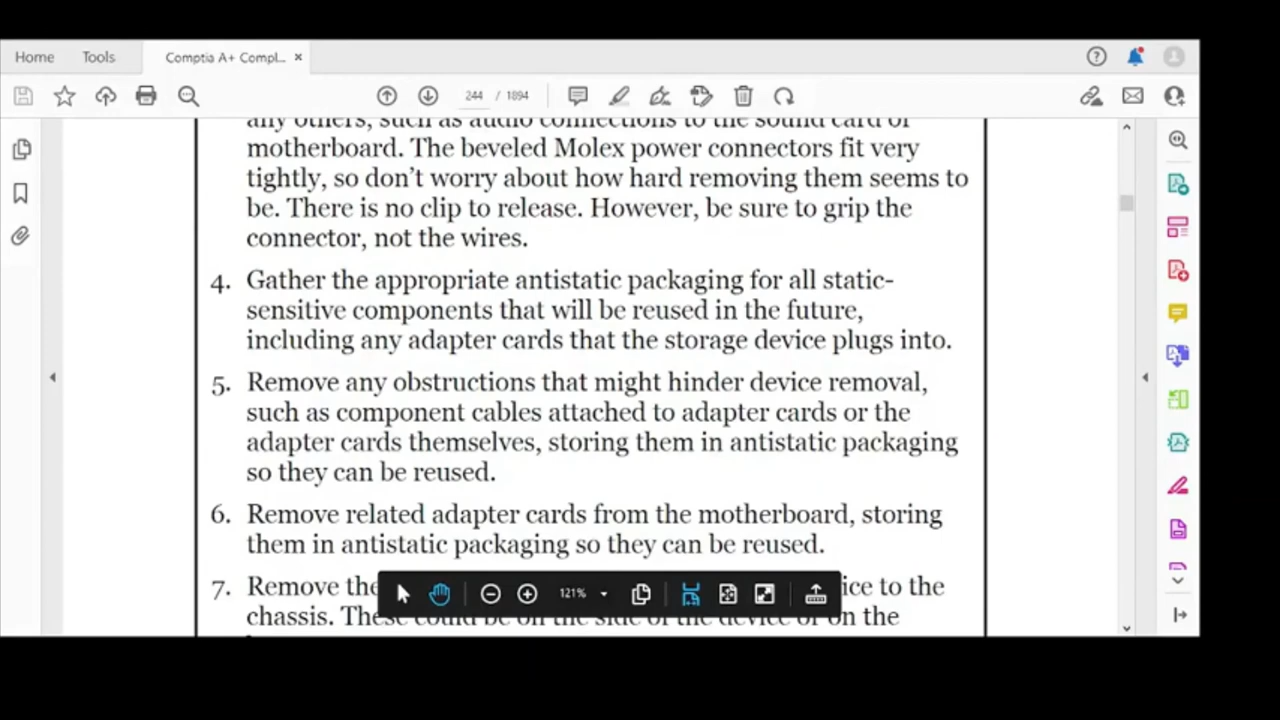 Home Tools Comptia A+ Compl...
244 / 1894
any others, such as audio connections to the sound card or
motherboard. The beveled Molex power connectors fit very
tightly, so don’t worry about how hard removing them seems to
be. There is no clip to release. However, be sure to grip the
connector, not the wires.
4. Gather the appropriate antistatic packaging for all static-
sensitive components that will be reused in the future,
including any adapter cards that the storage device plugs into.
5. Remove any obstructions that might hinder device removal,
such as component cables attached to adapter cards or the
adapter cards themselves, storing them in antistatic packaging
so they can be reused.
6. Remove related adapter cards from the motherboard, storing
them in antistatic packaging so they can be reused.
7. Remove the ice to the
121%
chassis. These could be on the side of the device or on the